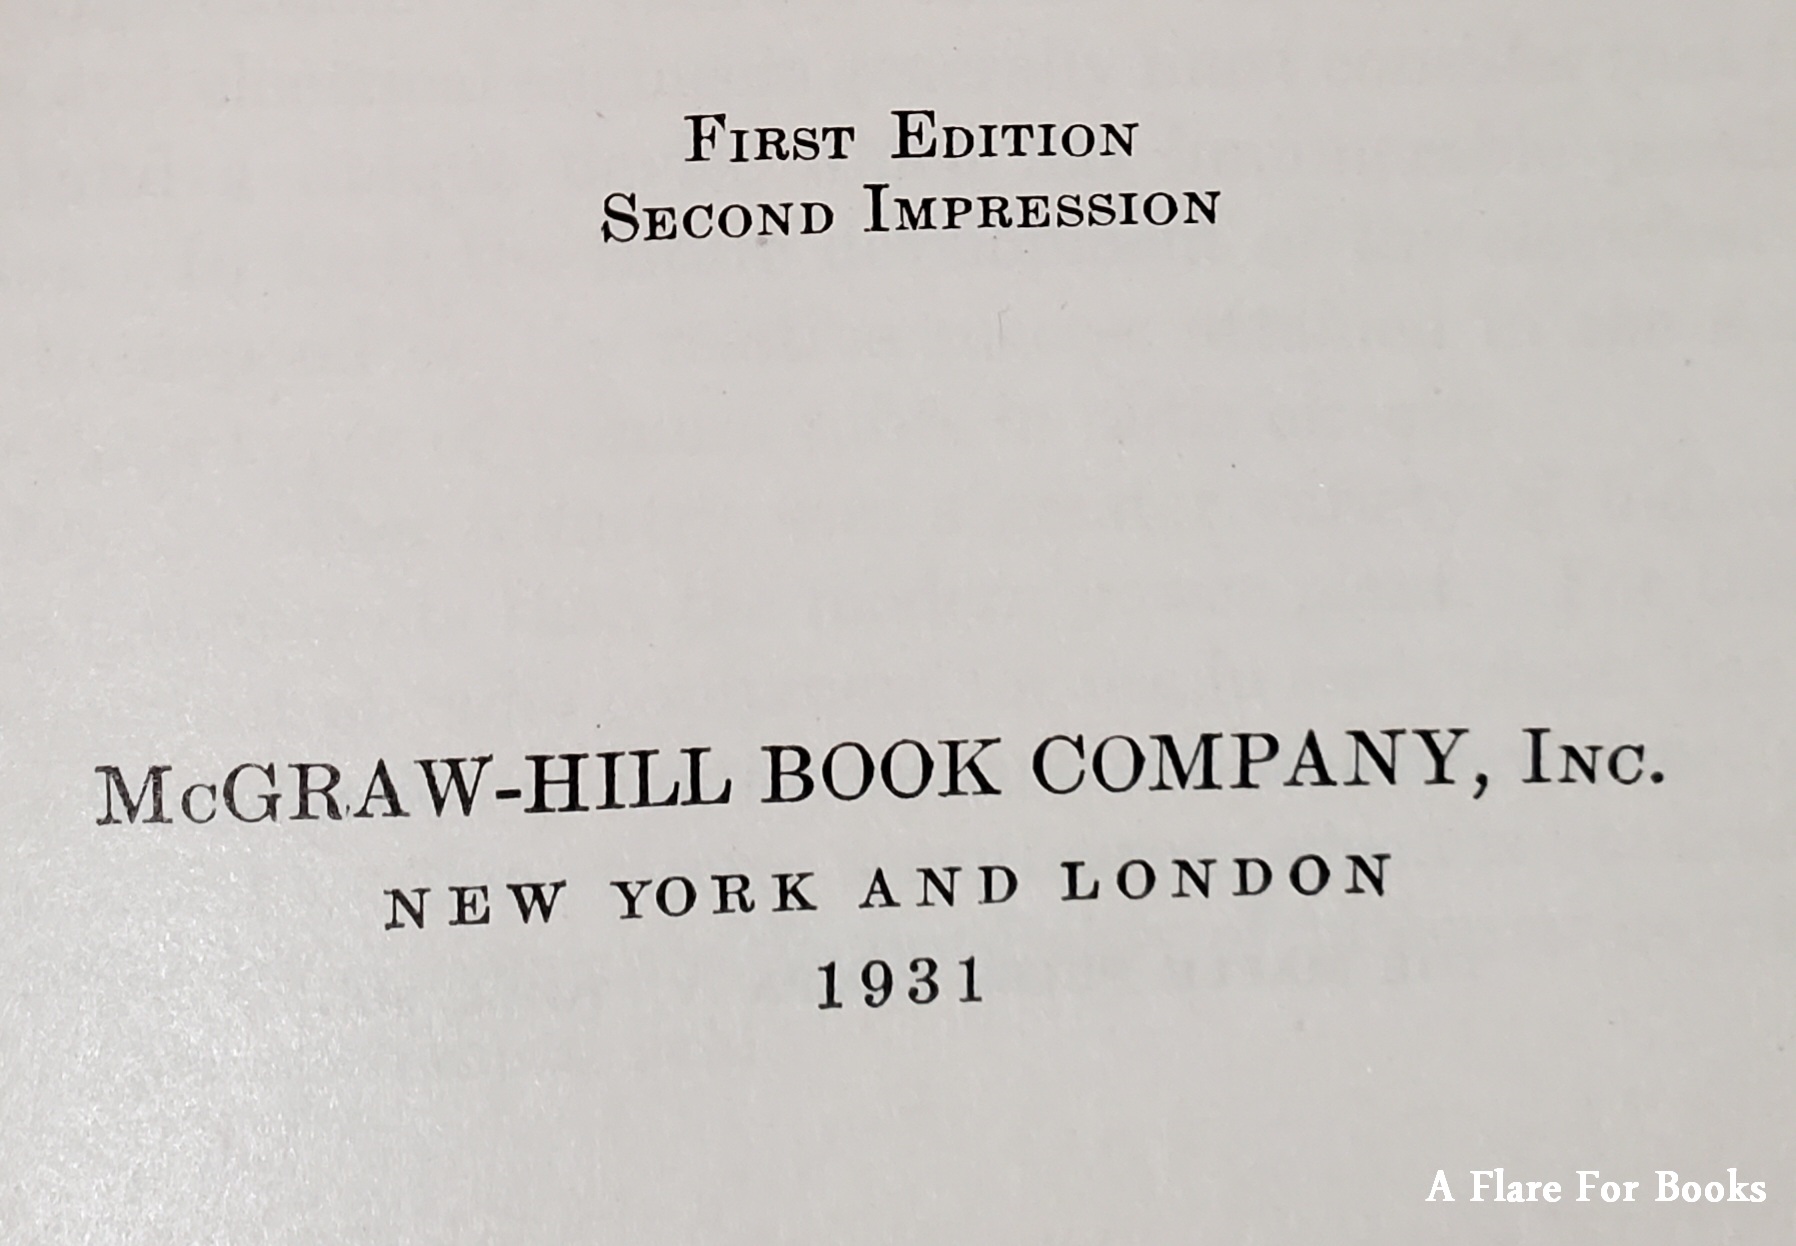 First Edition
Second Impression
McGRAW-HILL BOOK COMPANY, Inc.
NEW YORK AND LONDON
1931
A Flare For Books